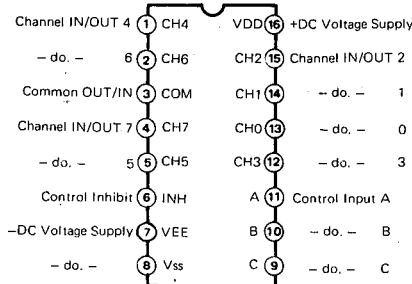 Channel IN/OUT 4 1 CH4 VDD 16 +DC Voltage Supply
– do. – 6 2 CH6 CH2 15 Channel IN/OUT 2
Common OUT/IN 3 COM CH1 14 – do. – 1
Channel IN/OUT 7 4 CH7 CH0 13 – do. – 0
– do. – 5 5 CH5 CH3 12 – do. – 3
Control Inhibit 6 INH A 11 Control Input A
–DC Voltage Supply 7 VEE B 10 – do. – B
– do. – 8 Vss C 9 – do. – C